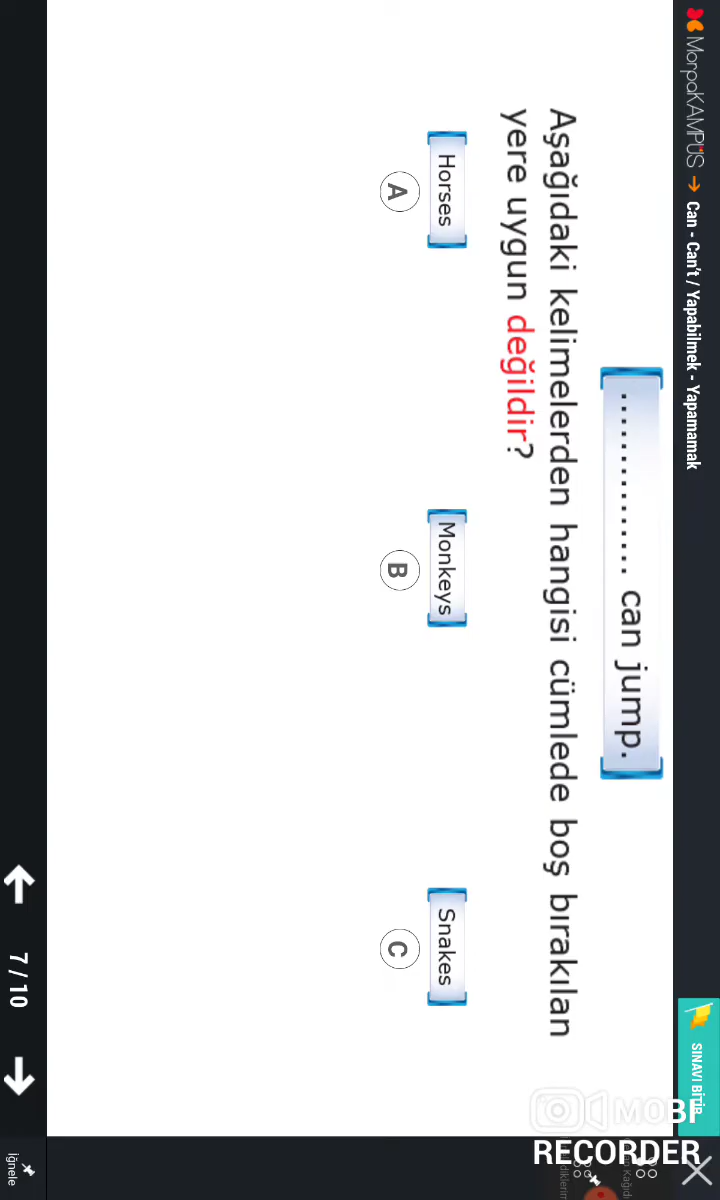 MorpaKAMPÜS → Can - Can't / Yapabilmek - Yapamamak
SINAVI BİTİR
................ can jump.
Aşağıdaki kelimelerden hangisi cümlede boş bırakılan
yere uygun değildir?
Horses
Monkeys
Snakes
A
B
C
7 / 10
İğnele
MOBI
RECORDER